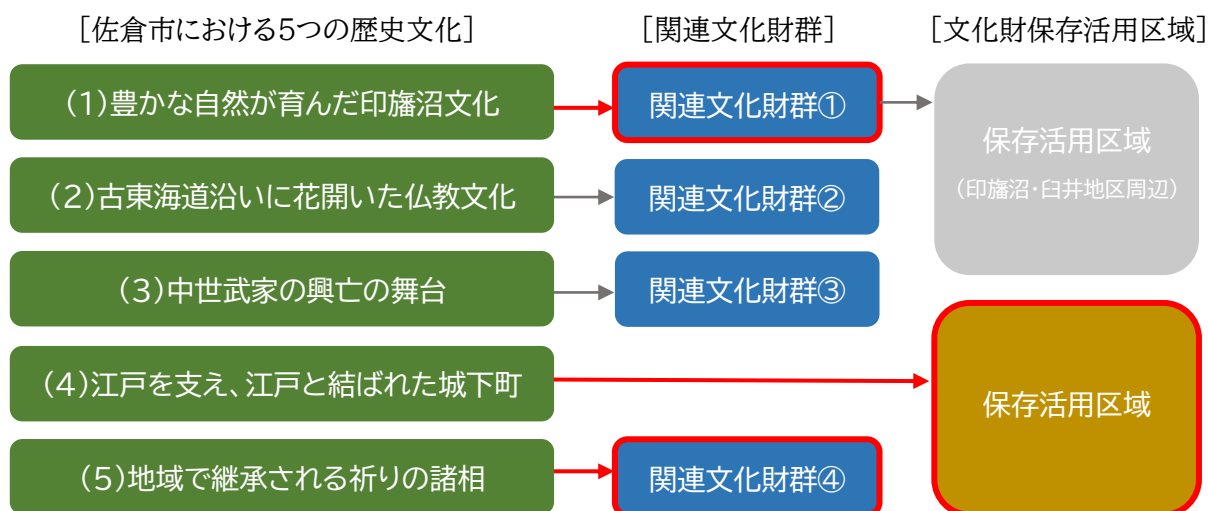 [佐倉市における5つの歴史文化]
[関連文化財群]
[文化財保存活用区域]
(1)豊かな自然が育んだ印旛沼文化
関連文化財群①
保存活用区域
(印旛沼・臼井地区周辺)
(2)古東海道沿いに花開いた仏教文化
関連文化財群②
(3)中世武家の興亡の舞台
関連文化財群③
(4)江戸を支え、江戸と結ばれた城下町
保存活用区域
(5)地域で継承される祈りの諸相
関連文化財群④